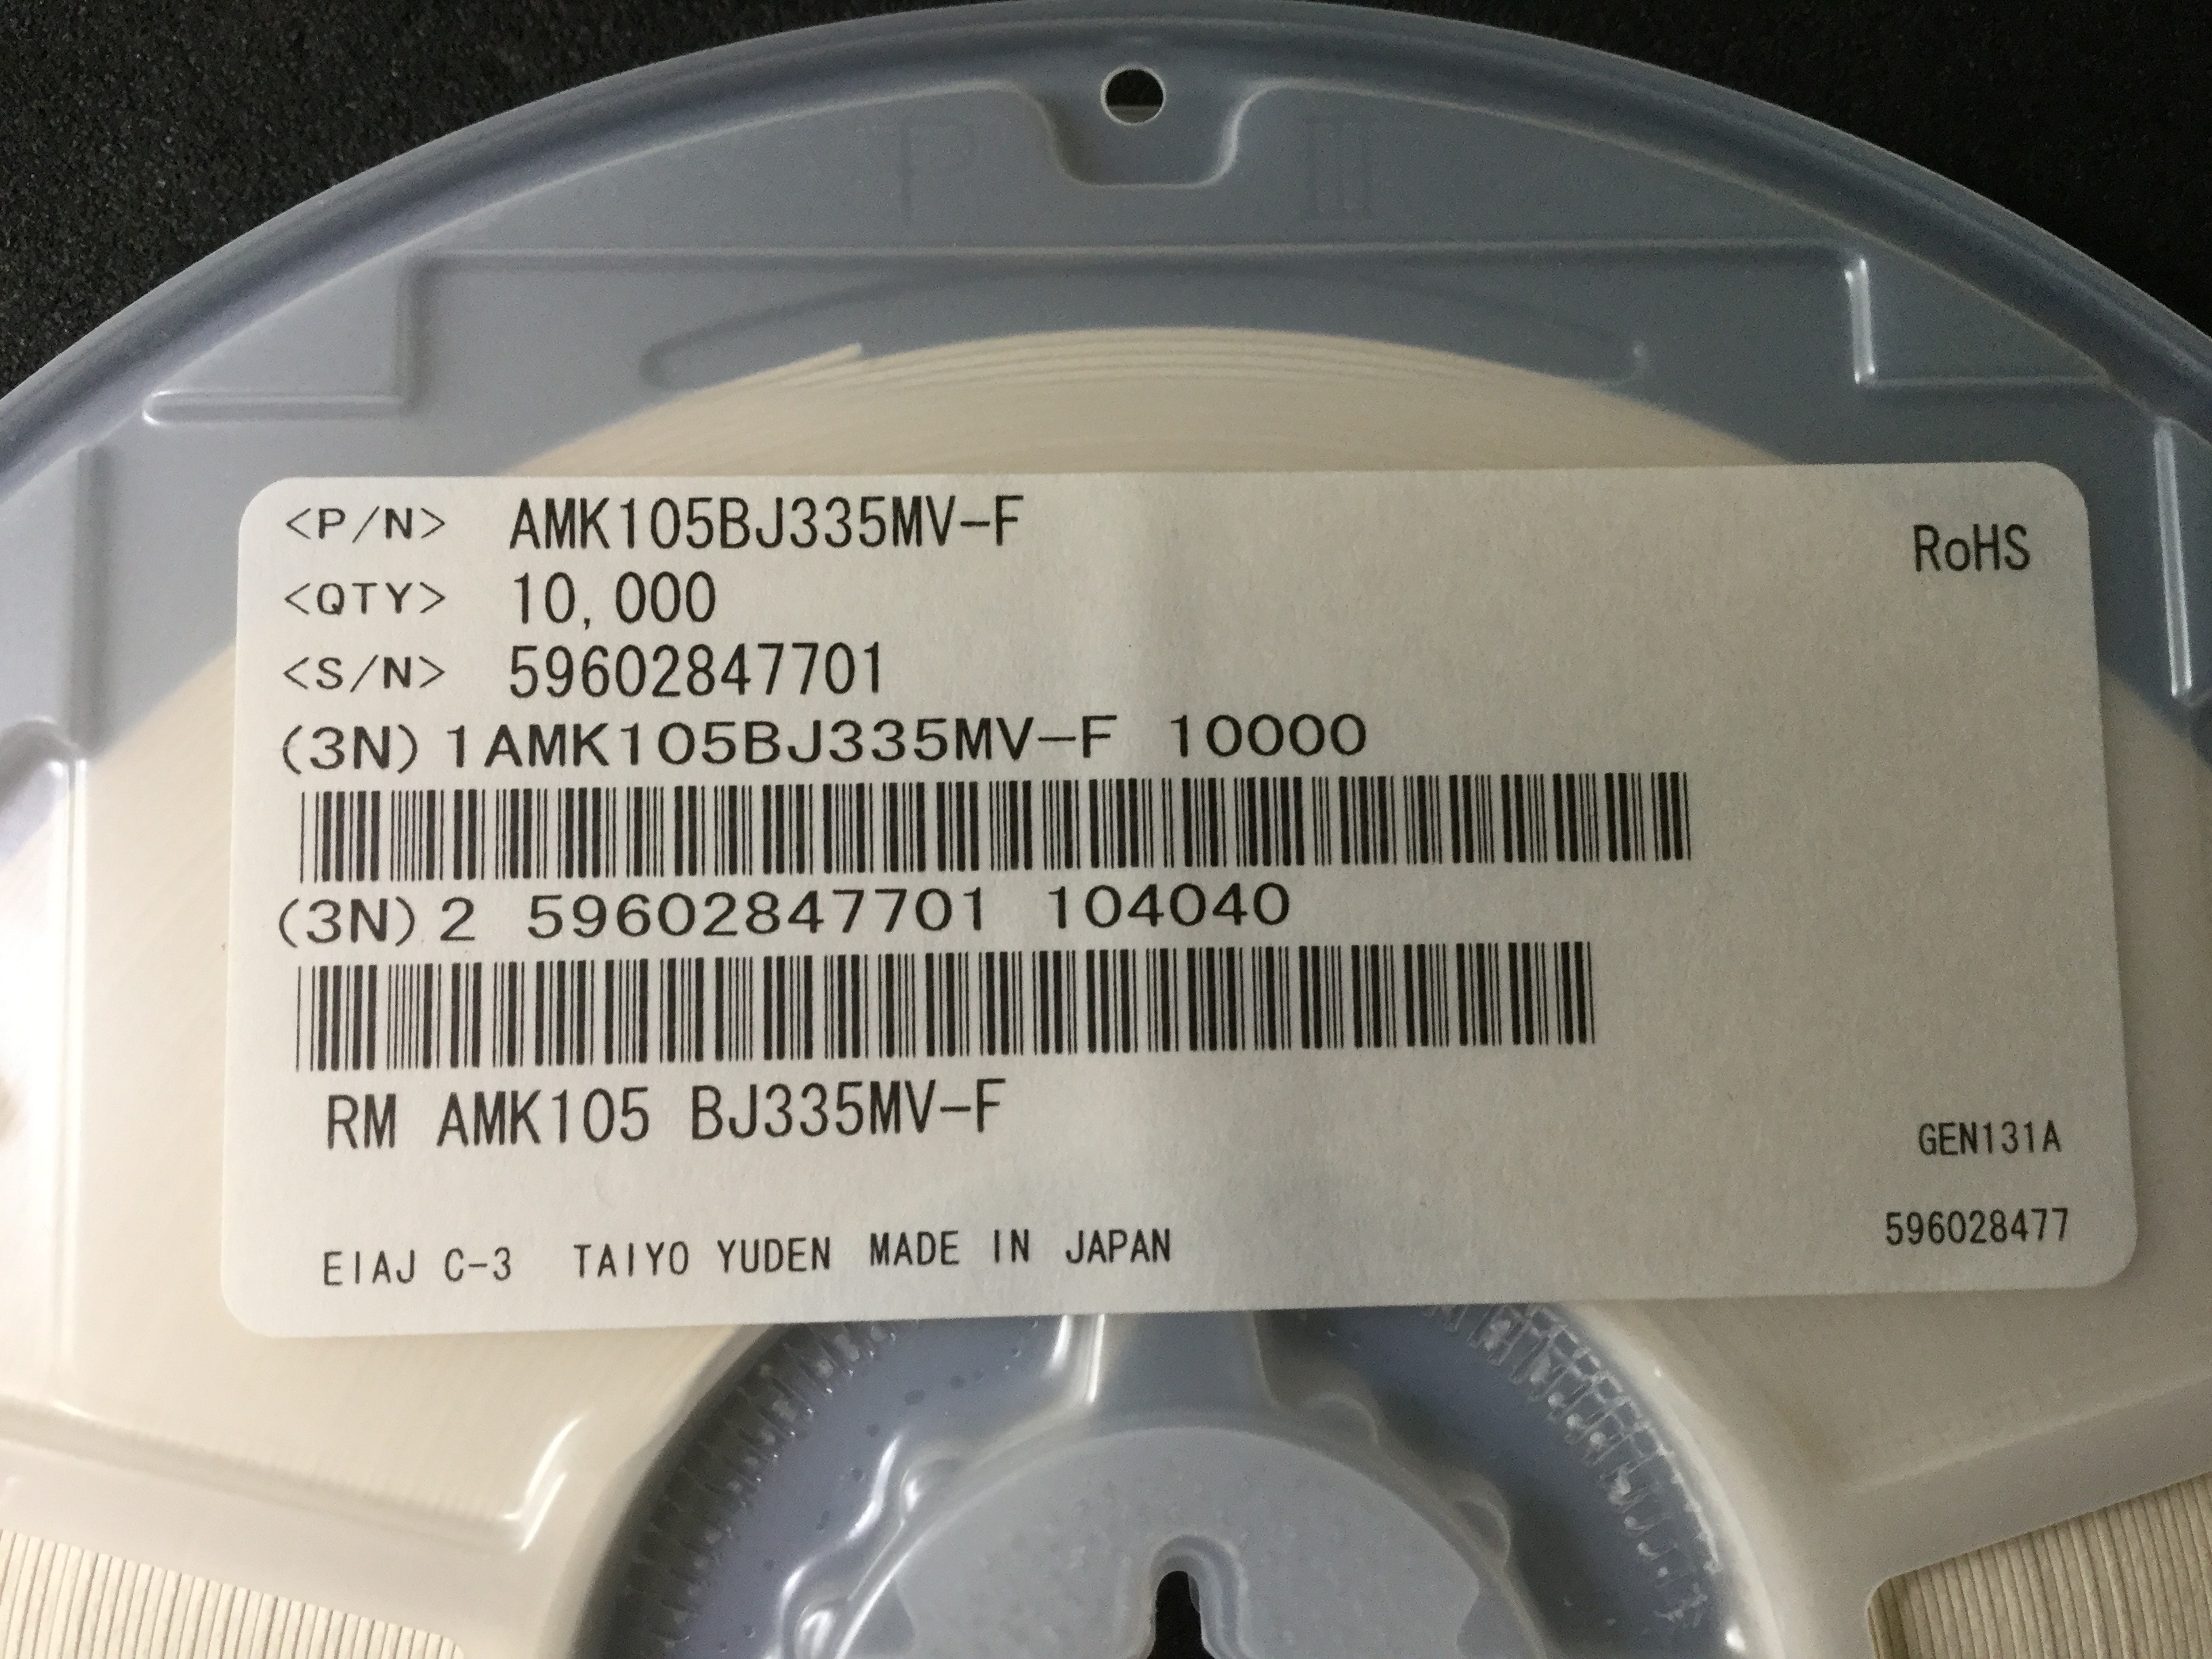 P III
<P/N> AMK105BJ335MV-F
RoHS
<QTY> 10,000
<S/N> 59602847701
(3N) 1AMK105BJ335MV-F 10000
(3N) 2 59602847701 104040
RM AMK105 BJ335MV-F
GEN131A
596028477
EIAJ C-3 TAIYO YUDEN MADE IN JAPAN